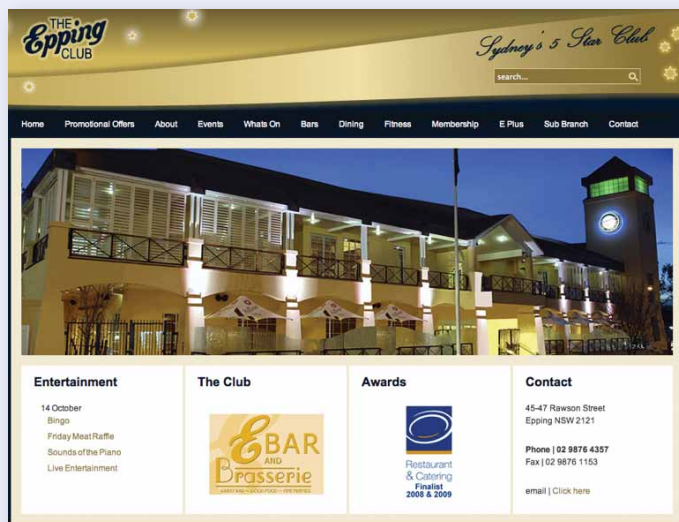 THE
Epping
CLUB
Sydney's 5 Star Club
search...
Home Promotional Offers About Events Whats On Bars Dining Fitness Membership E Plus Sub Branch Contact
Entertainment
14 October
Bingo
Friday Meat Raffle
Sounds of the Piano
Live Entertainment
The Club
EBAR
AND
Brasserie
Awards
Restaurant
& Catering
Finalist
2008 & 2009
Contact
45-47 Rawson Street
Epping NSW 2121
Phone | 02 9876 4357
Fax | 02 9876 1153
email | Click here